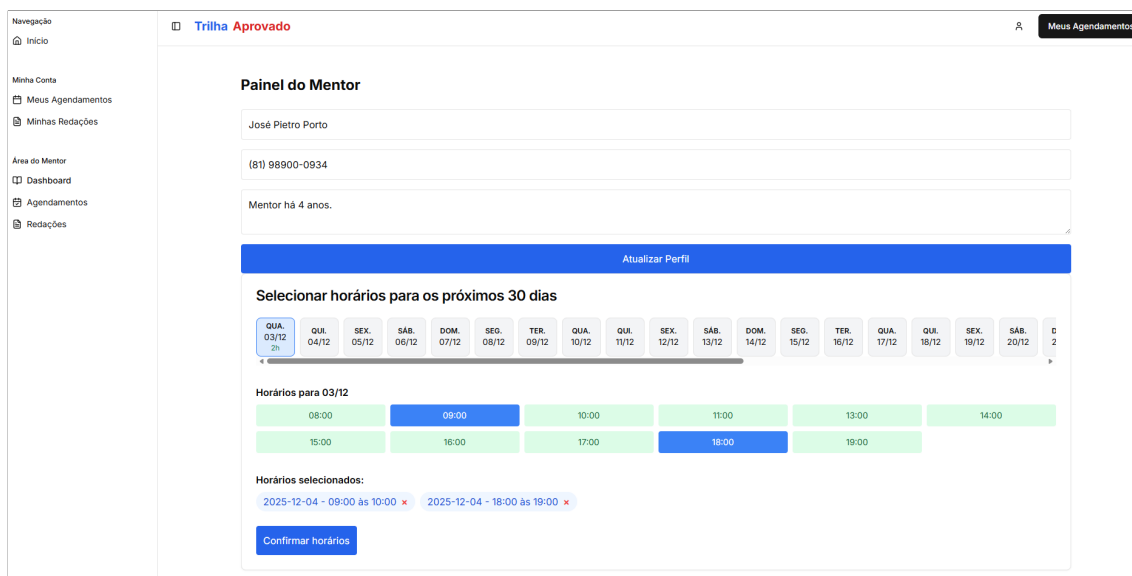 Navegação
Início
Minha Conta
Meus Agendamentos
Minhas Redações
Área do Mentor
Dashboard
Agendamentos
Redações
Trilha Aprovado
Meus Agendamentos
Painel do Mentor
José Pietro Porto
(81) 98900-0934
Mentor há 4 anos.
Atualizar Perfil
Selecionar horários para os próximos 30 dias
QUA. QUI. SEX. SÁB. DOM. SEG. TER. QUA. QUI. SEX. SÁB. DOM. SEG. TER. QUA. QUI. SEX. SÁB.
03/12 04/12 05/12 06/12 07/12 08/12 09/12 10/12 11/12 12/12 13/12 14/12 15/12 16/12 17/12 18/12 19/12 20/12
2h
Horários para 03/12
08:00 09:00 10:00 11:00 13:00 14:00
15:00 16:00 17:00 18:00 19:00
Horários selecionados:
2025-12-04 - 09:00 às 10:00 × 2025-12-04 - 18:00 às 19:00 ×
Confirmar horários